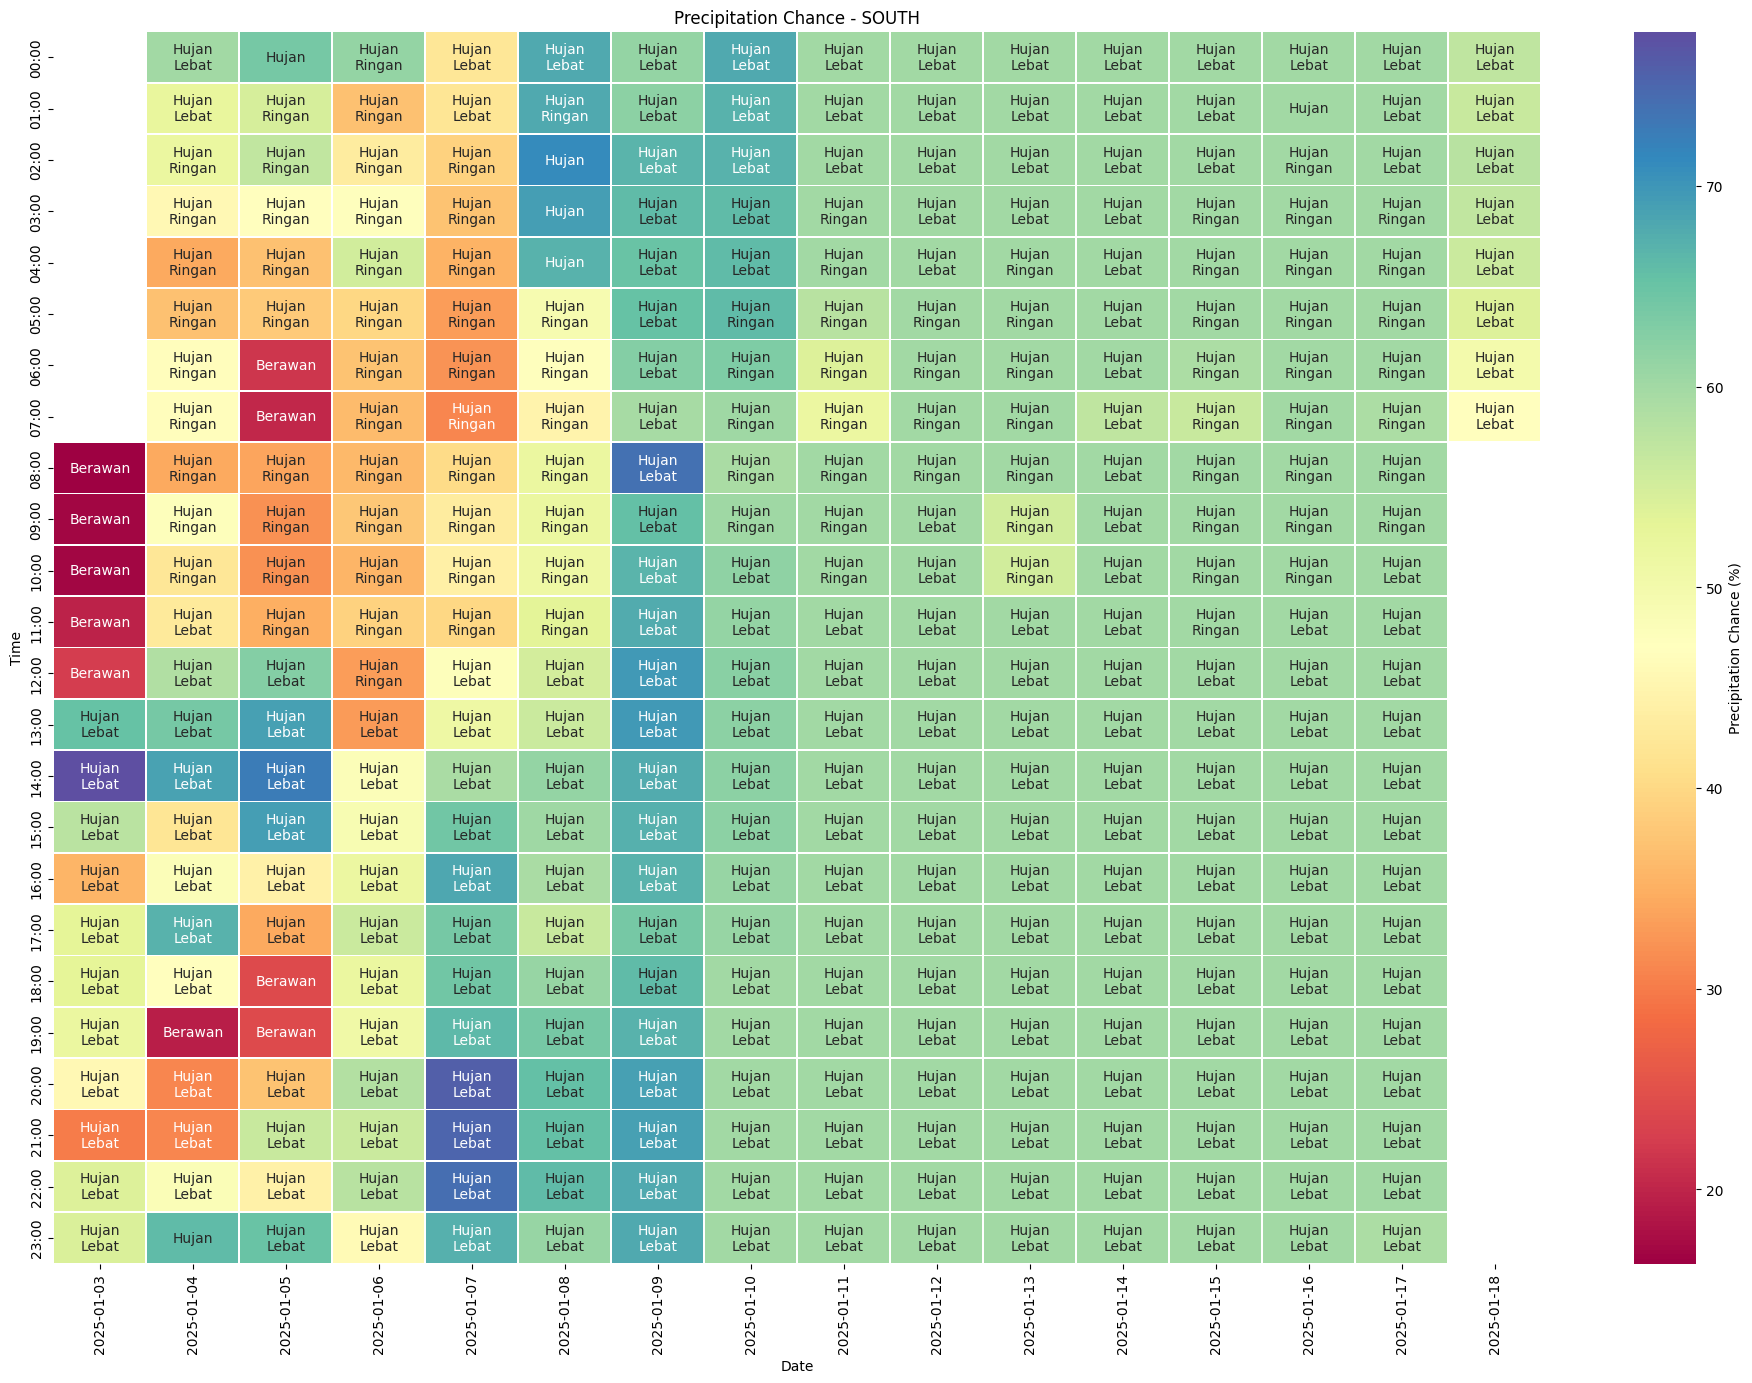 Precipitation Chance - SOUTH
00:00
Hujan Hujan Hujan Hujan Hujan Hujan Hujan Hujan Hujan Hujan Hujan Hujan Hujan Hujan Hujan
Lebat Ringan Lebat Lebat Lebat Lebat Lebat Lebat Lebat Lebat Lebat Lebat Lebat Lebat
01:00
Hujan Hujan Hujan Hujan Hujan Hujan Hujan Hujan Hujan Hujan Hujan Hujan Hujan Hujan Hujan
Lebat Ringan Ringan Lebat Ringan Lebat Lebat Lebat Lebat Lebat Lebat Lebat Lebat Lebat
02:00
Hujan Hujan Hujan Hujan Hujan Hujan Hujan Hujan Hujan Hujan Hujan Hujan Hujan Hujan Hujan
Ringan Ringan Ringan Ringan Lebat Lebat Lebat Lebat Lebat Lebat Lebat Ringan Lebat Lebat
03:00
Hujan Hujan Hujan Hujan Hujan Hujan Hujan Hujan Hujan Hujan Hujan Hujan Hujan Hujan Hujan
Ringan Ringan Ringan Ringan Lebat Lebat Ringan Lebat Lebat Lebat Ringan Ringan Ringan Lebat
04:00
Hujan Hujan Hujan Hujan Hujan Hujan Hujan Hujan Hujan Hujan Hujan Hujan Hujan Hujan Hujan
Ringan Ringan Ringan Ringan Lebat Lebat Ringan Lebat Ringan Lebat Ringan Ringan Ringan Lebat
05:00
Hujan Hujan Hujan Hujan Hujan Hujan Hujan Hujan Hujan Hujan Hujan Hujan Hujan Hujan Hujan
Ringan Ringan Ringan Ringan Ringan Lebat Ringan Ringan Ringan Ringan Lebat Ringan Ringan Ringan Lebat
06:00
Hujan Berawan Hujan Hujan Hujan Hujan Hujan Hujan Hujan Hujan Hujan Hujan Hujan Hujan Hujan
Ringan Ringan Ringan Ringan Lebat Ringan Ringan Ringan Ringan Lebat Ringan Ringan Ringan Lebat
07:00
Hujan Berawan Hujan Hujan Hujan Hujan Hujan Hujan Hujan Hujan Hujan Hujan Hujan Hujan Hujan
Ringan Ringan Ringan Ringan Lebat Ringan Ringan Ringan Ringan Lebat Ringan Ringan Ringan Lebat
08:00
Berawan Hujan Hujan Hujan Hujan Hujan Hujan Hujan Hujan Hujan Hujan Hujan Hujan Hujan Hujan
Ringan Ringan Ringan Ringan Ringan Lebat Ringan Ringan Ringan Ringan Lebat Ringan Ringan Ringan
09:00
Berawan Hujan Hujan Hujan Hujan Hujan Hujan Hujan Hujan Hujan Hujan Hujan Hujan Hujan Hujan
Ringan Ringan Ringan Ringan Ringan Lebat Ringan Ringan Lebat Ringan Lebat Ringan Ringan Ringan
10:00
Berawan Hujan Hujan Hujan Hujan Hujan Hujan Hujan Hujan Hujan Hujan Hujan Hujan Hujan Hujan
Ringan Ringan Ringan Ringan Ringan Lebat Lebat Ringan Lebat Ringan Lebat Ringan Ringan Lebat
11:00
Berawan Hujan Hujan Hujan Hujan Hujan Hujan Hujan Hujan Hujan Hujan Hujan Hujan Hujan Hujan
Lebat Ringan Ringan Ringan Ringan Lebat Lebat Lebat Lebat Lebat Lebat Ringan Lebat Lebat
12:00
Berawan Hujan Hujan Hujan Hujan Hujan Hujan Hujan Hujan Hujan Hujan Hujan Hujan Hujan Hujan
Lebat Lebat Ringan Lebat Lebat Lebat Lebat Lebat Lebat Lebat Lebat Lebat Lebat Lebat
13:00
Hujan Hujan Hujan Hujan Hujan Hujan Hujan Hujan Hujan Hujan Hujan Hujan Hujan Hujan Hujan
Lebat Lebat Lebat Lebat Lebat Lebat Lebat Lebat Lebat Lebat Lebat Lebat Lebat Lebat Lebat
14:00
Hujan Hujan Hujan Hujan Hujan Hujan Hujan Hujan Hujan Hujan Hujan Hujan Hujan Hujan Hujan
Lebat Lebat Lebat Lebat Lebat Lebat Lebat Lebat Lebat Lebat Lebat Lebat Lebat Lebat Lebat
15:00
Hujan Hujan Hujan Hujan Hujan Hujan Hujan Hujan Hujan Hujan Hujan Hujan Hujan Hujan Hujan
Lebat Lebat Lebat Lebat Lebat Lebat Lebat Lebat Lebat Lebat Lebat Lebat Lebat Lebat Lebat
16:00
Hujan Hujan Hujan Hujan Hujan Hujan Hujan Hujan Hujan Hujan Hujan Hujan Hujan Hujan Hujan
Lebat Lebat Lebat Lebat Lebat Lebat Lebat Lebat Lebat Lebat Lebat Lebat Lebat Lebat Lebat
17:00
Hujan Hujan Hujan Hujan Hujan Hujan Hujan Hujan Hujan Hujan Hujan Hujan Hujan Hujan Hujan
Lebat Lebat Lebat Lebat Lebat Lebat Lebat Lebat Lebat Lebat Lebat Lebat Lebat Lebat Lebat
18:00
Hujan Hujan Berawan Hujan Hujan Hujan Hujan Hujan Hujan Hujan Hujan Hujan Hujan Hujan Hujan
Lebat Lebat Lebat Lebat Lebat Lebat Lebat Lebat Lebat Lebat Lebat Lebat Lebat Lebat
19:00
Hujan Berawan Berawan Hujan Hujan Hujan Hujan Hujan Hujan Hujan Hujan Hujan Hujan Hujan Hujan
Lebat Lebat Lebat Lebat Lebat Lebat Lebat Lebat Lebat Lebat Lebat Lebat Lebat
20:00
Hujan Hujan Hujan Hujan Hujan Hujan Hujan Hujan Hujan Hujan Hujan Hujan Hujan Hujan Hujan
Lebat Lebat Lebat Lebat Lebat Lebat Lebat Lebat Lebat Lebat Lebat Lebat Lebat Lebat Lebat
21:00
Hujan Hujan Hujan Hujan Hujan Hujan Hujan Hujan Hujan Hujan Hujan Hujan Hujan Hujan Hujan
Lebat Lebat Lebat Lebat Lebat Lebat Lebat Lebat Lebat Lebat Lebat Lebat Lebat Lebat Lebat
22:00
Hujan Hujan Hujan Hujan Hujan Hujan Hujan Hujan Hujan Hujan Hujan Hujan Hujan Hujan Hujan
Lebat Lebat Lebat Lebat Lebat Lebat Lebat Lebat Lebat Lebat Lebat Lebat Lebat Lebat Lebat
23:00
Hujan Hujan Hujan Hujan Hujan Hujan Hujan Hujan Hujan Hujan Hujan Hujan Hujan Hujan Hujan
Lebat Lebat Lebat Lebat Lebat Lebat Lebat Lebat Lebat Lebat Lebat Lebat Lebat Lebat
Time
2025-01-03
2025-01-04
2025-01-05
2025-01-06
2025-01-07
2025-01-08
2025-01-09
2025-01-10
2025-01-11
2025-01-12
2025-01-13
2025-01-14
2025-01-15
2025-01-16
2025-01-17
2025-01-18
Date
70
60
50
40
30
20
Precipitation Chance (%)